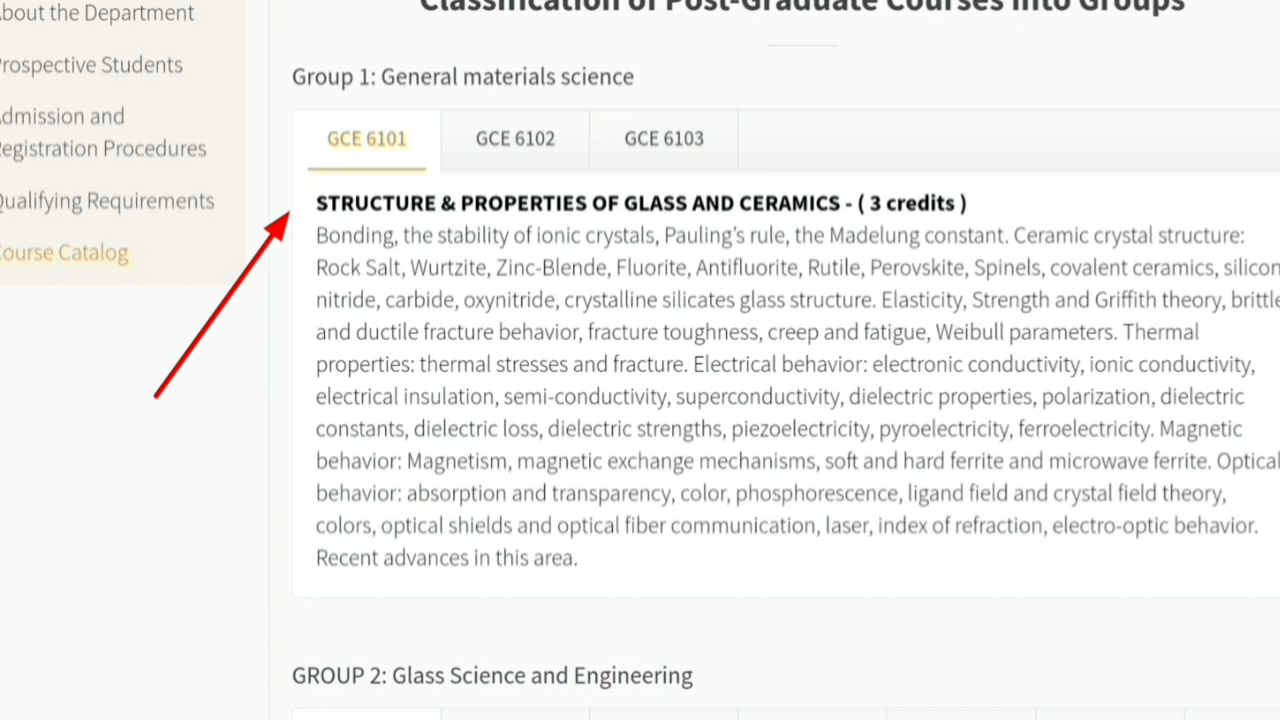 About the Department
Prospective Students
Admission and
Registration Procedures
Qualifying Requirements
Course Catalog
Classification of Post-Graduate Courses into Groups
Group 1: General materials science
GCE 6101 GCE 6102 GCE 6103
STRUCTURE & PROPERTIES OF GLASS AND CERAMICS - ( 3 credits )
Bonding, the stability of ionic crystals, Pauling's rule, the Madelung constant. Ceramic crystal structure:
Rock Salt, Wurtzite, Zinc-Blende, Fluorite, Antifluorite, Rutile, Perovskite, Spinels, covalent ceramics, silicon
nitride, carbide, oxynitride, crystalline silicates glass structure. Elasticity, Strength and Griffith theory, brittle
and ductile fracture behavior, fracture toughness, creep and fatigue, Weibull parameters. Thermal
properties: thermal stresses and fracture. Electrical behavior: electronic conductivity, ionic conductivity,
electrical insulation, semi-conductivity, superconductivity, dielectric properties, polarization, dielectric
constants, dielectric loss, dielectric strengths, piezoelectricity, pyroelectricity, ferroelectricity. Magnetic
behavior: Magnetism, magnetic exchange mechanisms, soft and hard ferrite and microwave ferrite. Optical
behavior: absorption and transparency, color, phosphorescence, ligand field and crystal field theory,
colors, optical shields and optical fiber communication, laser, index of refraction, electro-optic behavior.
Recent advances in this area.
GROUP 2: Glass Science and Engineering